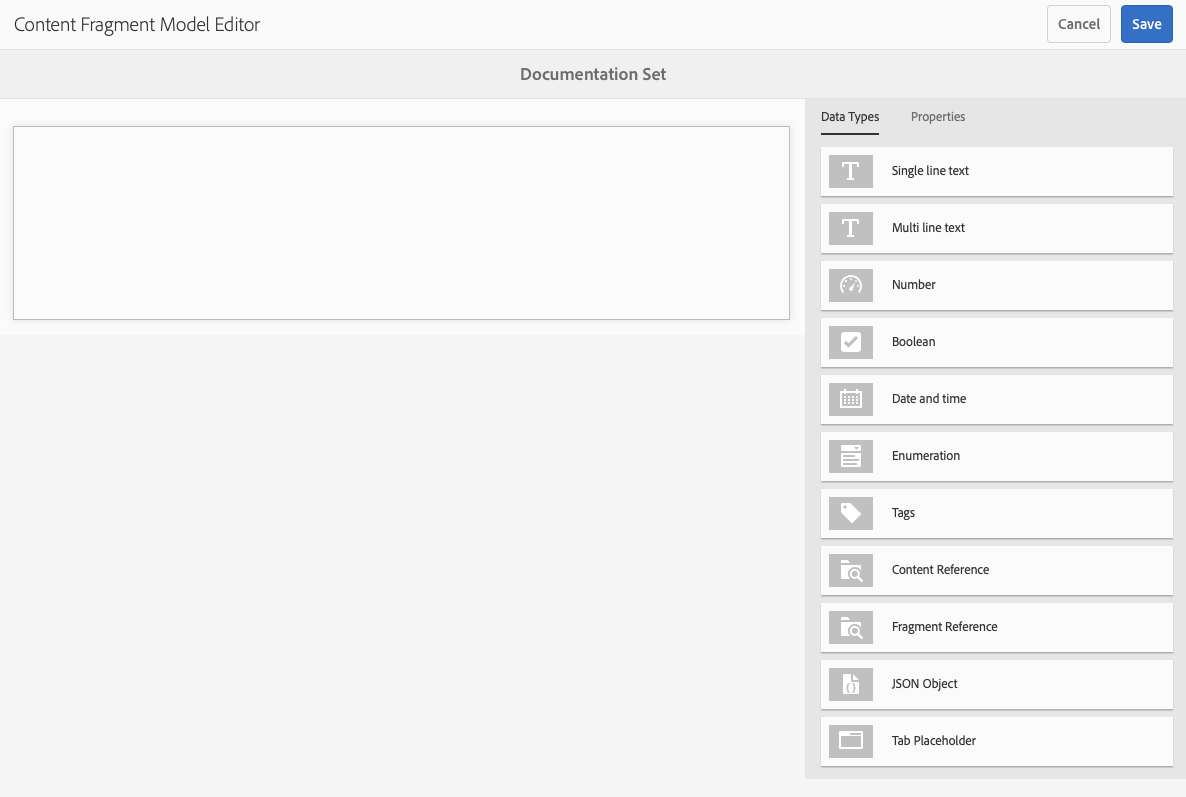 Content Fragment Model Editor
Cancel
Save
Documentation Set
Data Types
Properties
Single line text
Multi line text
Number
Boolean
Date and time
Enumeration
Tags
Content Reference
Fragment Reference
JSON Object
Tab Placeholder